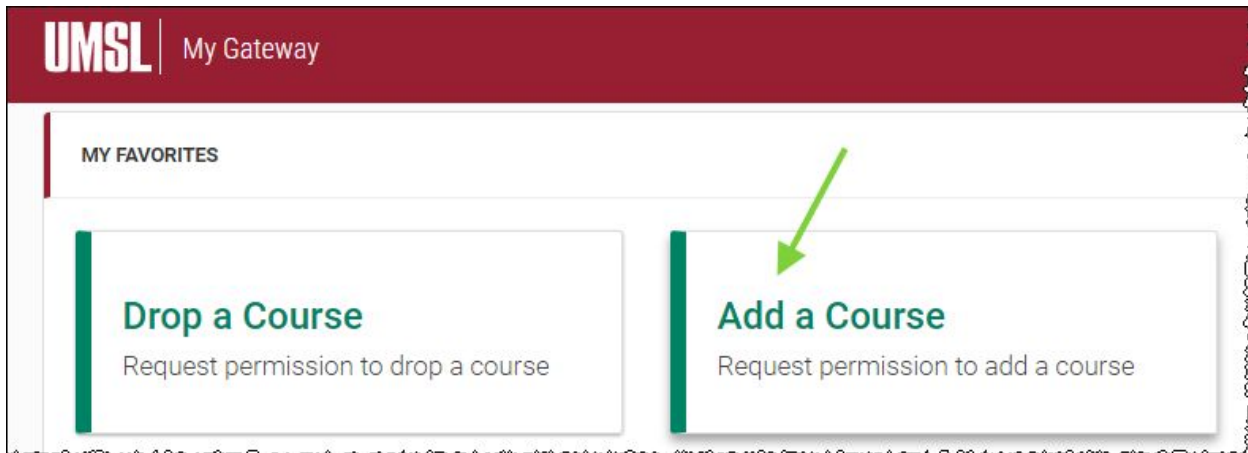 UMSL My Gateway
MY FAVORITES
Drop a Course
Request permission to drop a course
Add a Course
Request permission to add a course